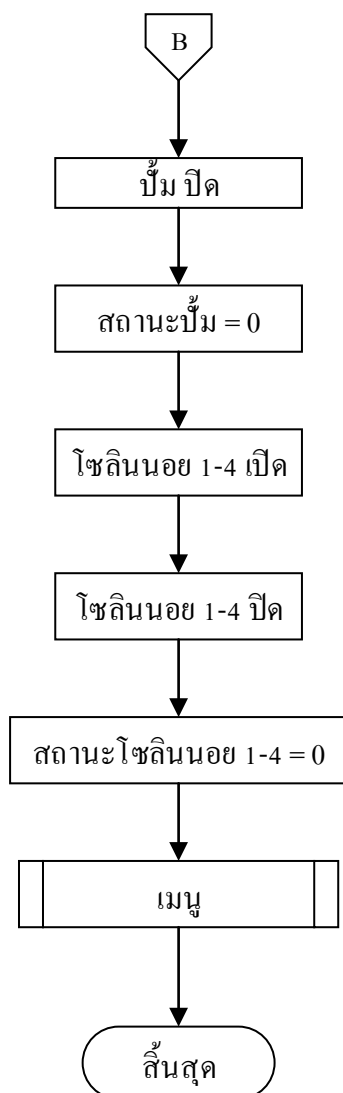 B
ปั้ม ปิด
สถานะปั้ม = 0
โซลินนอย 1-4 เปิด
โซลินนอย 1-4 ปิด
สถานะโซลินนอย 1-4 = 0
เมนู
สิ้นสุด